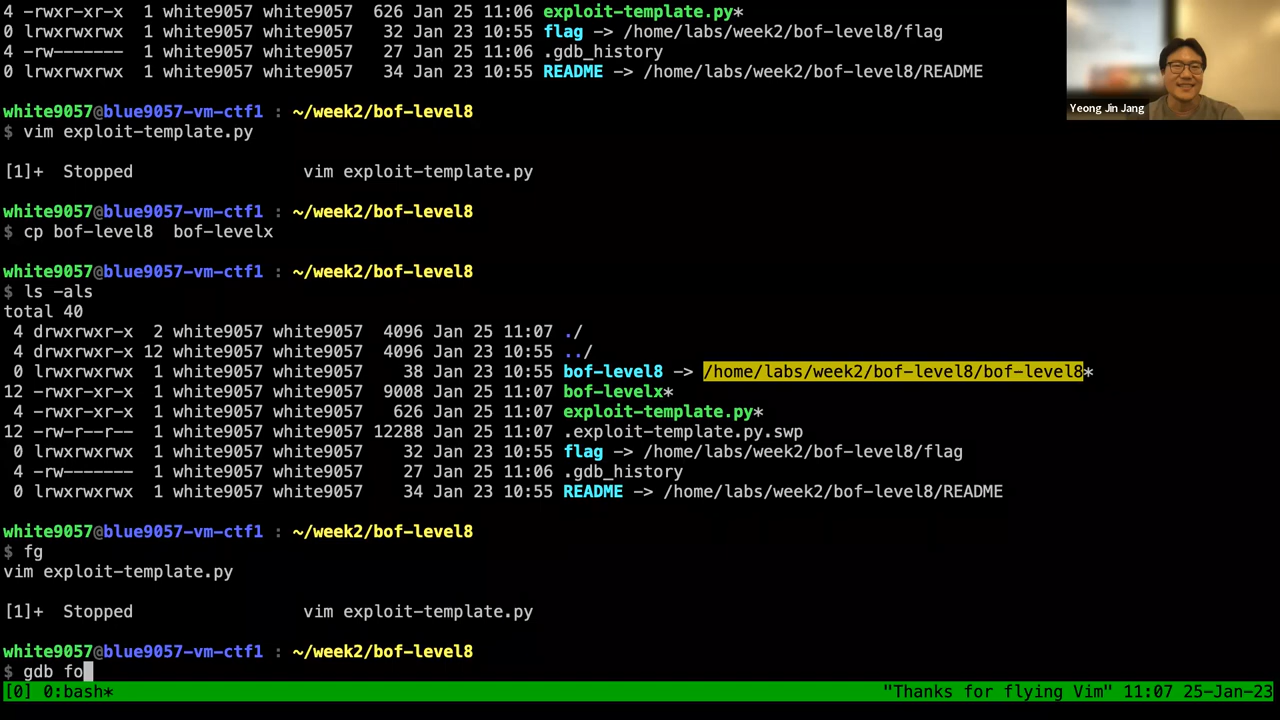 4 -rwxr-xr-x  1 white9057 white9057   626 Jan 25 11:06 exploit-template.py*
0 lrwxrwxrwx  1 white9057 white9057    32 Jan 23 10:55 flag -> /home/labs/week2/bof-level8/flag
4 -rw-------  1 white9057 white9057    27 Jan 25 11:06 .gdb_history
0 lrwxrwxrwx  1 white9057 white9057    34 Jan 23 10:55 README -> /home/labs/week2/bof-level8/README
Yeong Jin Jang
white9057@blue9057-vm-ctf1 : ~/week2/bof-level8
$ vim exploit-template.py
[1]+  Stopped                 vim exploit-template.py
white9057@blue9057-vm-ctf1 : ~/week2/bof-level8
$ cp bof-level8  bof-levelx
white9057@blue9057-vm-ctf1 : ~/week2/bof-level8
$ ls -als
total 40
 4 drwxrwxr-x  2 white9057 white9057  4096 Jan 25 11:07 ./
 4 drwxrwxr-x 12 white9057 white9057  4096 Jan 23 10:55 ../
 0 lrwxrwxrwx  1 white9057 white9057    38 Jan 23 10:55 bof-level8 -> /home/labs/week2/bof-level8/bof-level8*
12 -rwxrwxr-x  1 white9057 white9057  9008 Jan 25 11:07 bof-levelx*
 4 -rwxr-xr-x  1 white9057 white9057   626 Jan 25 11:06 exploit-template.py*
12 -rw-r--r--  1 white9057 white9057 12288 Jan 25 11:07 .exploit-template.py.swp
 0 lrwxrwxrwx  1 white9057 white9057    32 Jan 23 10:55 flag -> /home/labs/week2/bof-level8/flag
 4 -rw-------  1 white9057 white9057    27 Jan 25 11:06 .gdb_history
 0 lrwxrwxrwx  1 white9057 white9057    34 Jan 23 10:55 README -> /home/labs/week2/bof-level8/README
white9057@blue9057-vm-ctf1 : ~/week2/bof-level8
$ fg
vim exploit-template.py
[1]+  Stopped                 vim exploit-template.py
white9057@blue9057-vm-ctf1 : ~/week2/bof-level8
$ gdb fo
[0] 0:bash* "Thanks for flying Vim" 11:07 25-Jan-23